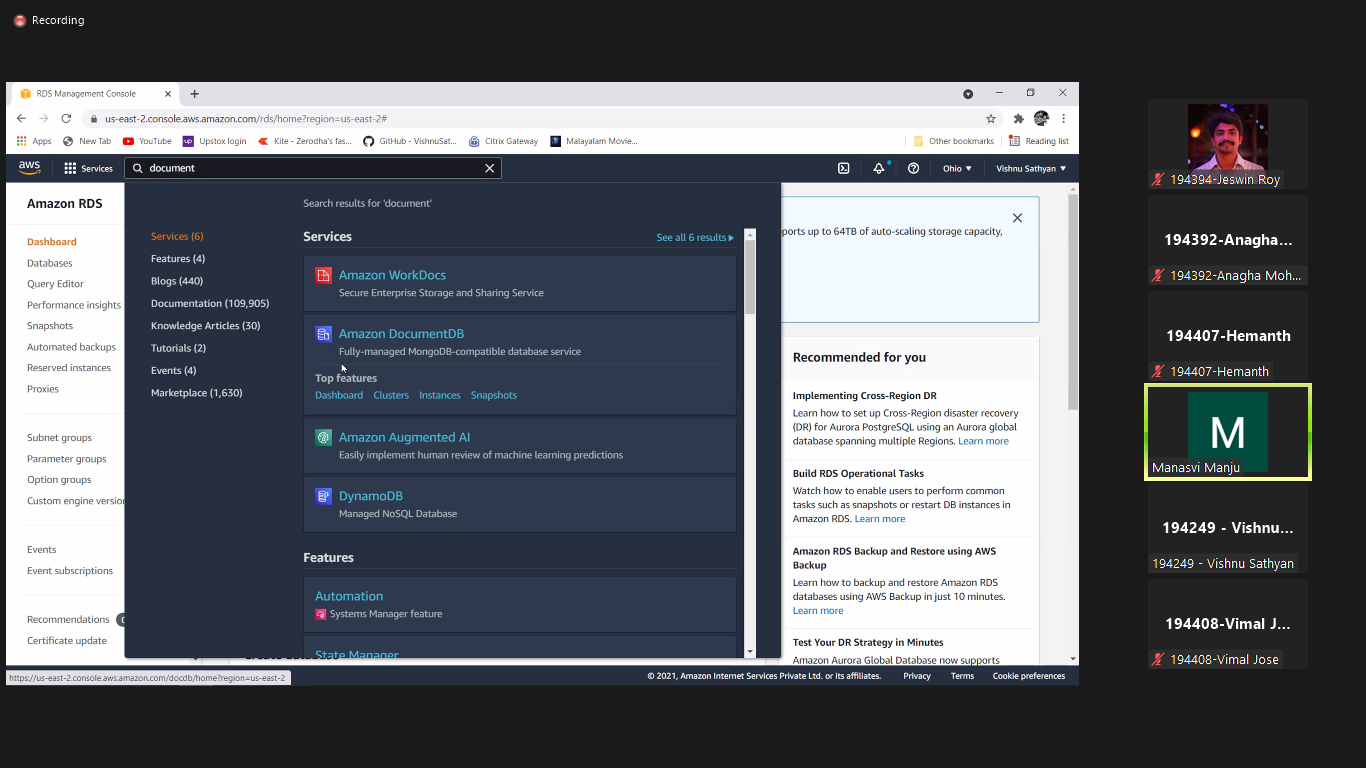 Recording
RDS Management Console
us-east-2.console.aws.amazon.com/rds/home?region=us-east-2#
Apps
New Tab
YouTube
up
Upstox login
Kite - Zerodha's fas...
GitHub - VishnuSat...
Citrix Gateway
Malayalam Movie...
Other bookmarks
Reading list
aws
Services
document
Ohio
Vishnu Sathyan
Amazon RDS
Dashboard
Databases
Query Editor
Performance insights
Snapshots
Automated backups
Reserved instances
Proxies
Subnet groups
Parameter groups
Option groups
Custom engine version
Events
Event subscriptions
Recommendations
Certificate update
Search results for 'document'
Services (6)
Features (4)
Blogs (440)
Documentation (109,905)
Knowledge Articles (30)
Tutorials (2)
Events (4)
Marketplace (1,630)
Services
See all 6 results
Amazon WorkDocs
Secure Enterprise Storage and Sharing Service
Amazon DocumentDB
Fully-managed MongoDB-compatible database service
Top features
Dashboard Clusters Instances Snapshots
Amazon Augmented AI
Easily implement human review of machine learning predictions
DynamoDB
Managed NoSQL Database
Features
Automation
Systems Manager feature
State Manager
ports up to 64TB of auto-scaling storage capacity,
Recommended for you
Implementing Cross-Region DR
Learn how to set up Cross-Region disaster recovery
(DR) for Aurora PostgreSQL using an Aurora global
database spanning multiple Regions. Learn more
Build RDS Operational Tasks
Watch how to enable users to perform common
tasks such as snapshots or restart DB instances in
Amazon RDS. Learn more
Amazon RDS Backup and Restore using AWS
Backup
Learn how to backup and restore Amazon RDS
databases using AWS Backup in just 10 minutes.
Learn more
Test Your DR Strategy in Minutes
Amazon Aurora Global Database now supports
https://us-east-2.console.aws.amazon.com/docdb/home?region=us-east-2
© 2021, Amazon Internet Services Private Ltd. or its affiliates.
Privacy
Terms
Cookie preferences
194394-Jeswin Roy
194392-Anagha...
194392-Anagha Moh...
194407-Hemanth
194407-Hemanth
M
Manasvi Manju
194249 - Vishnu...
194249 - Vishnu Sathyan
194408-Vimal J...
194408-Vimal Jose